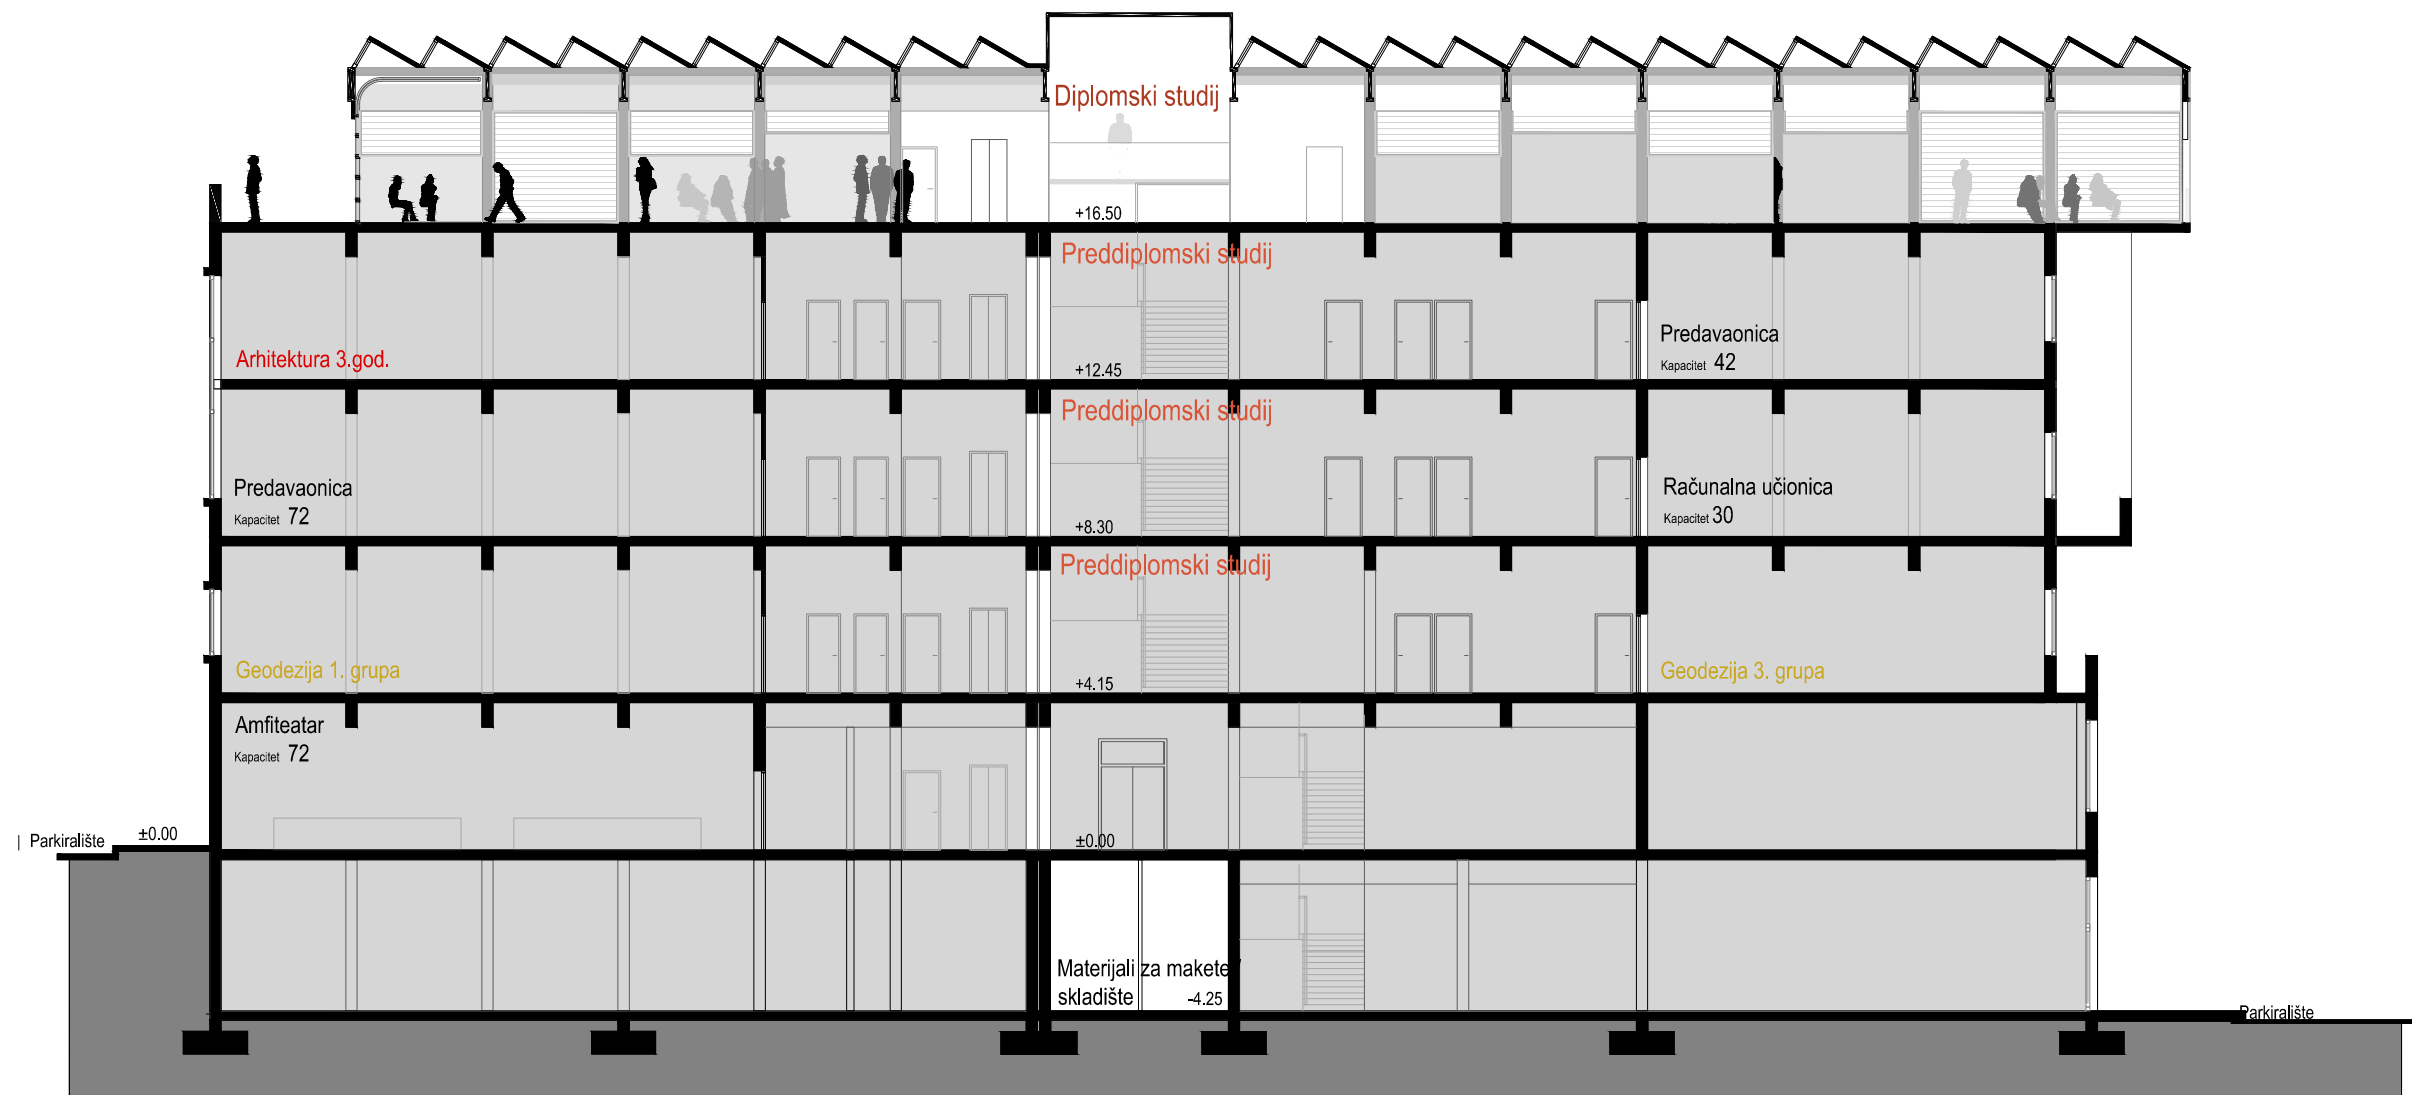 Diplomski studij
+16.50
Preddiplomski studij
Arhitektura 3.god.
+12.45
Predavaonica
Kapacitet 42
Preddiplomski studij
Predavaonica
Kapacitet 72
+8.30
Računalna učionica
Kapacitet 30
Preddiplomski studij
Geodezija 1. grupa
+4.15
Geodezija 3. grupa
Amfiteatar
Kapacitet 72
| Parkiralište
±0.00
±0.00
Materijali za makete/
skladište
-4.25
Parkiralište